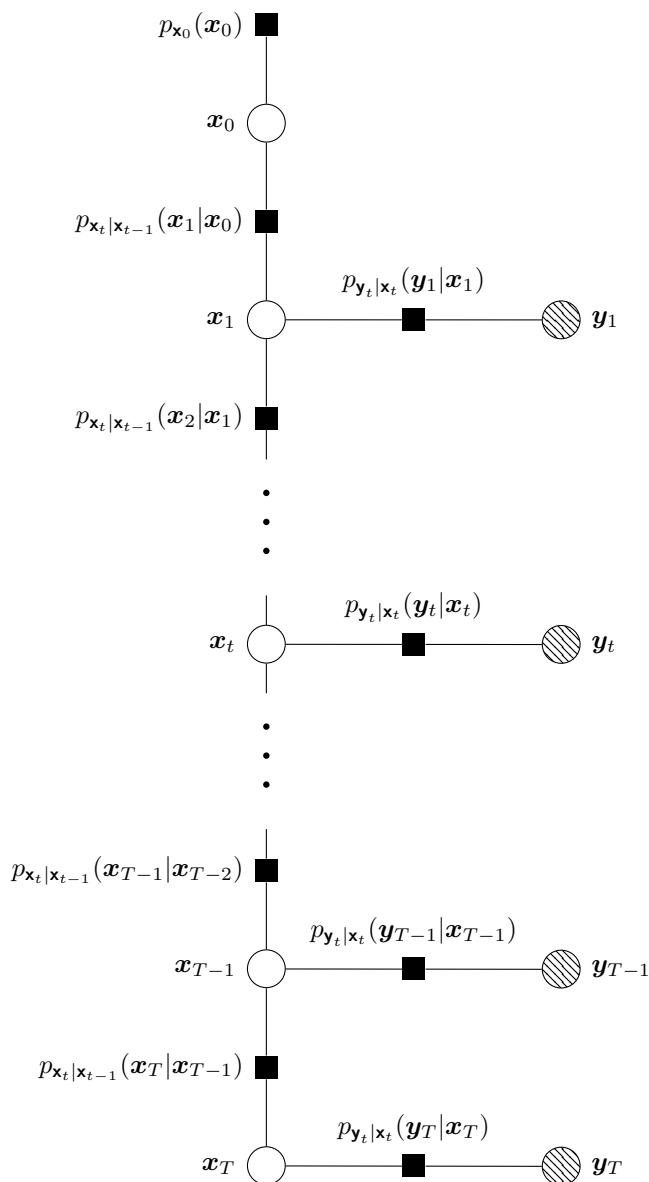 p_{𝘅_0}(𝒙_0)
𝒙_0
p_{𝘅_t|𝘅_{t−1}}(𝒙_1|𝒙_0)
p_{𝘆_t|𝘅_t}(𝒚_1|𝒙_1)
𝒙_1 𝒚_1
p_{𝘅_t|𝘅_{t−1}}(𝒙_2|𝒙_1)
p_{𝘆_t|𝘅_t}(𝒚_t|𝒙_t)
𝒙_t 𝒚_t
p_{𝘅_t|𝘅_{t−1}}(𝒙_{T−1}|𝒙_{T−2})
p_{𝘆_t|𝘅_t}(𝒚_{T−1}|𝒙_{T−1})
𝒙_{T−1} 𝒚_{T−1}
p_{𝘅_t|𝘅_{t−1}}(𝒙_T|𝒙_{T−1})
p_{𝘆_t|𝘅_t}(𝒚_T|𝒙_T)
𝒙_T 𝒚_T